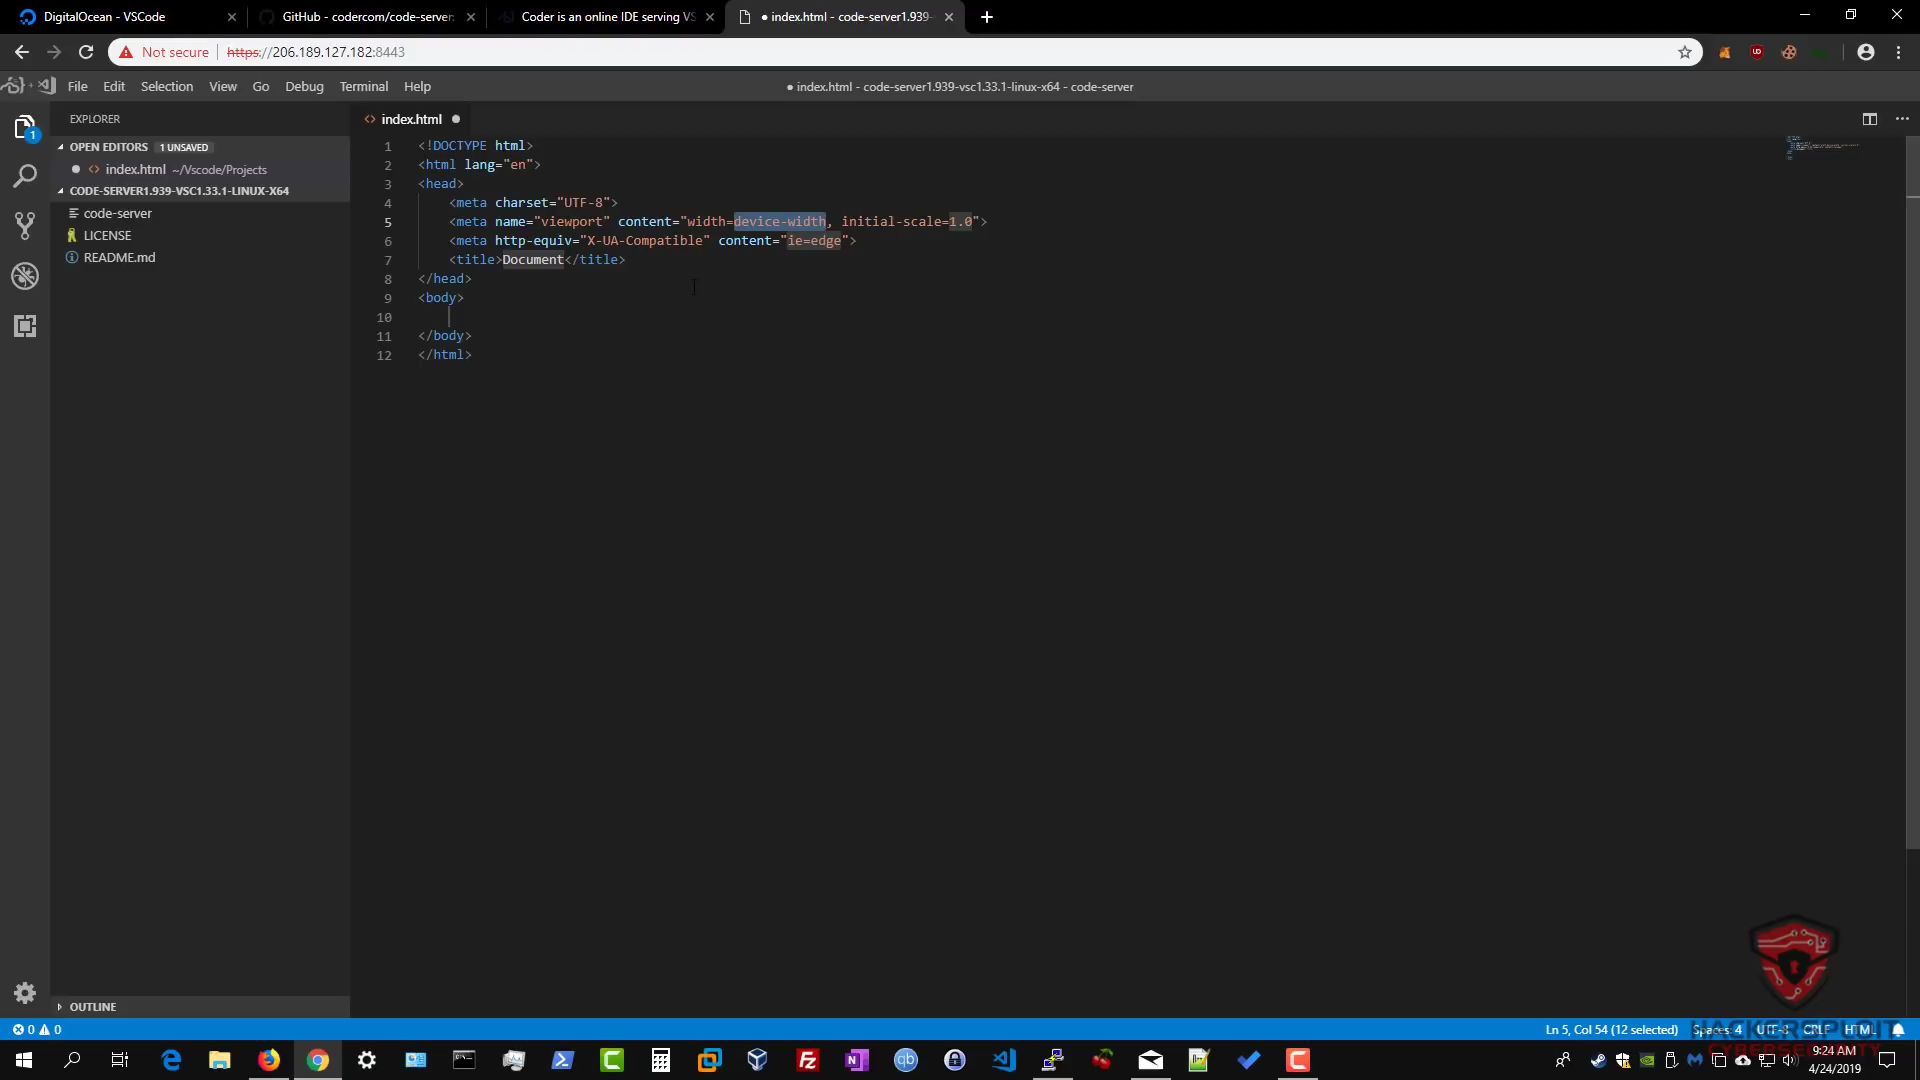 DigitalOcean - VSCode
GitHub - codercom/code-server:
Coder is an online IDE serving VS
● index.html - code-server1.939-
Not secure
https://206.189.127.182:8443
File Edit Selection View Go Debug Terminal Help
● index.html - code-server1.939-vsc1.33.1-linux-x64 - code-server
EXPLORER
1
OPEN EDITORS 1 UNSAVED
index.html ~/Vscode/Projects
CODE-SERVER1.939-VSC1.33.1-LINUX-X64
code-server
LICENSE
README.md
OUTLINE
index.html
1 <!DOCTYPE html>
2 <html lang="en">
3 <head>
4 <meta charset="UTF-8">
5 <meta name="viewport" content="width=device-width, initial-scale=1.0">
6 <meta http-equiv="X-UA-Compatible" content="ie=edge">
7 <title>Document</title>
8 </head>
9 <body>
10
11 </body>
12 </html>
0 0
Ln 5, Col 54 (12 selected) Spaces: 4 UTF-8 CRLF HTML
HACKERSPLOIT
CYBERSECURITY
9:24 AM
4/24/2019